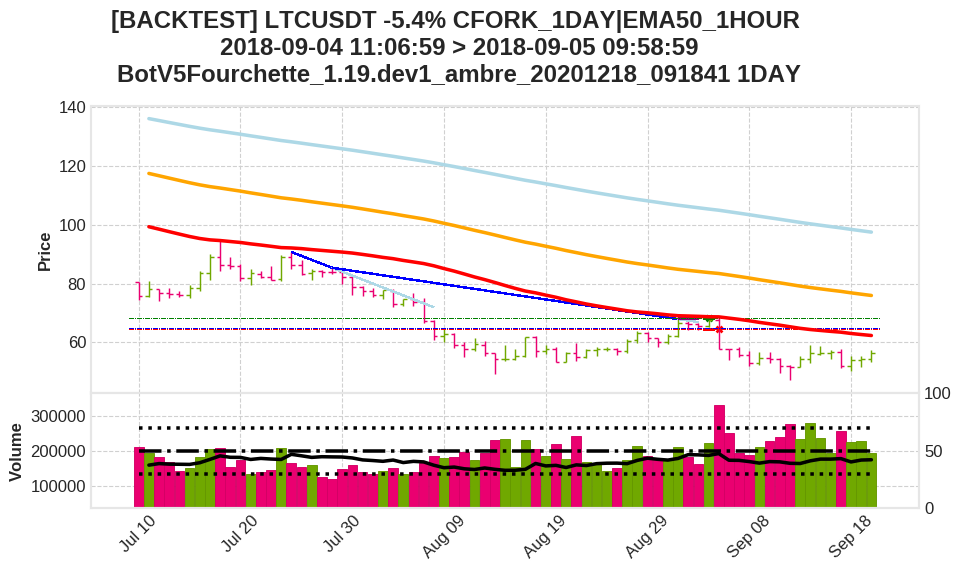 [BACKTEST] LTCUSDT -5.4% CFORK_1DAY|EMA50_1HOUR
2018-09-04 11:06:59 > 2018-09-05 09:58:59
BotV5Fourchette_1.19.dev1_ambre_20201218_091841 1DAY
140
120
100
80
60
Price
300000
200000
100000
Volume
100
50
0
Jul 10
Jul 20
Jul 30
Aug 09
Aug 19
Aug 29
Sep 08
Sep 18